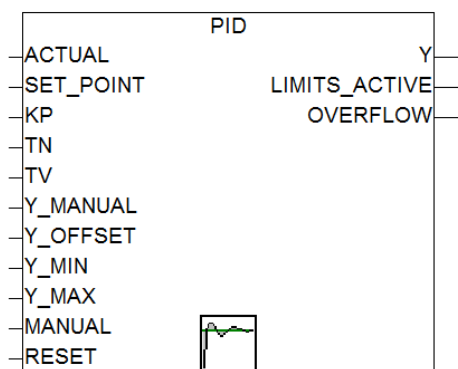 PID
ACTUAL Y
SET_POINT LIMITS_ACTIVE
KP OVERFLOW
TN
TV
Y_MANUAL
Y_OFFSET
Y_MIN
Y_MAX
MANUAL
RESET